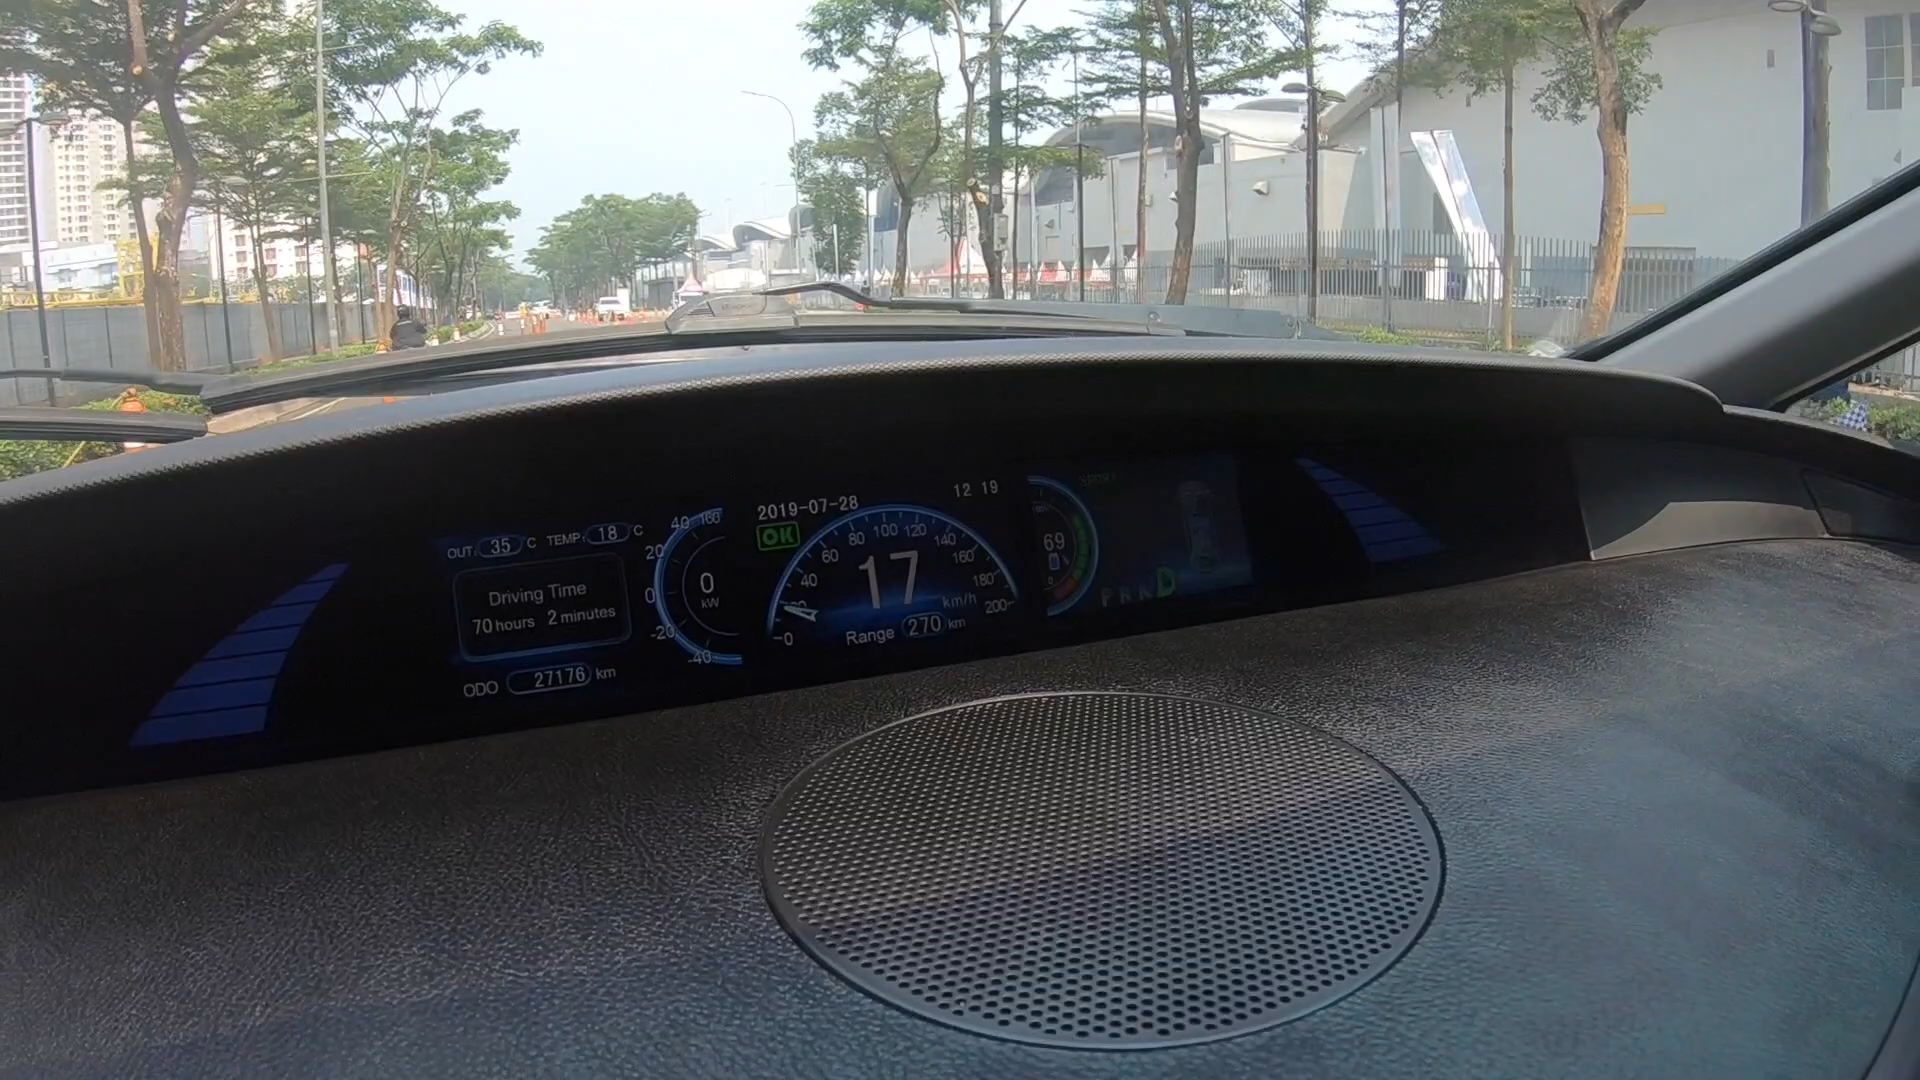 OUT: 35 C TEMP: 18 C
Driving Time
70 hours 2 minutes
ODO 27176 km
40 160
20
0
-20
-40
0
kW
2019-07-28 12 19
OK
0 20 40 60 80 100 120 140 160 180 200
17
km/h
Range 270 km
69
0
SPORT
P R N D